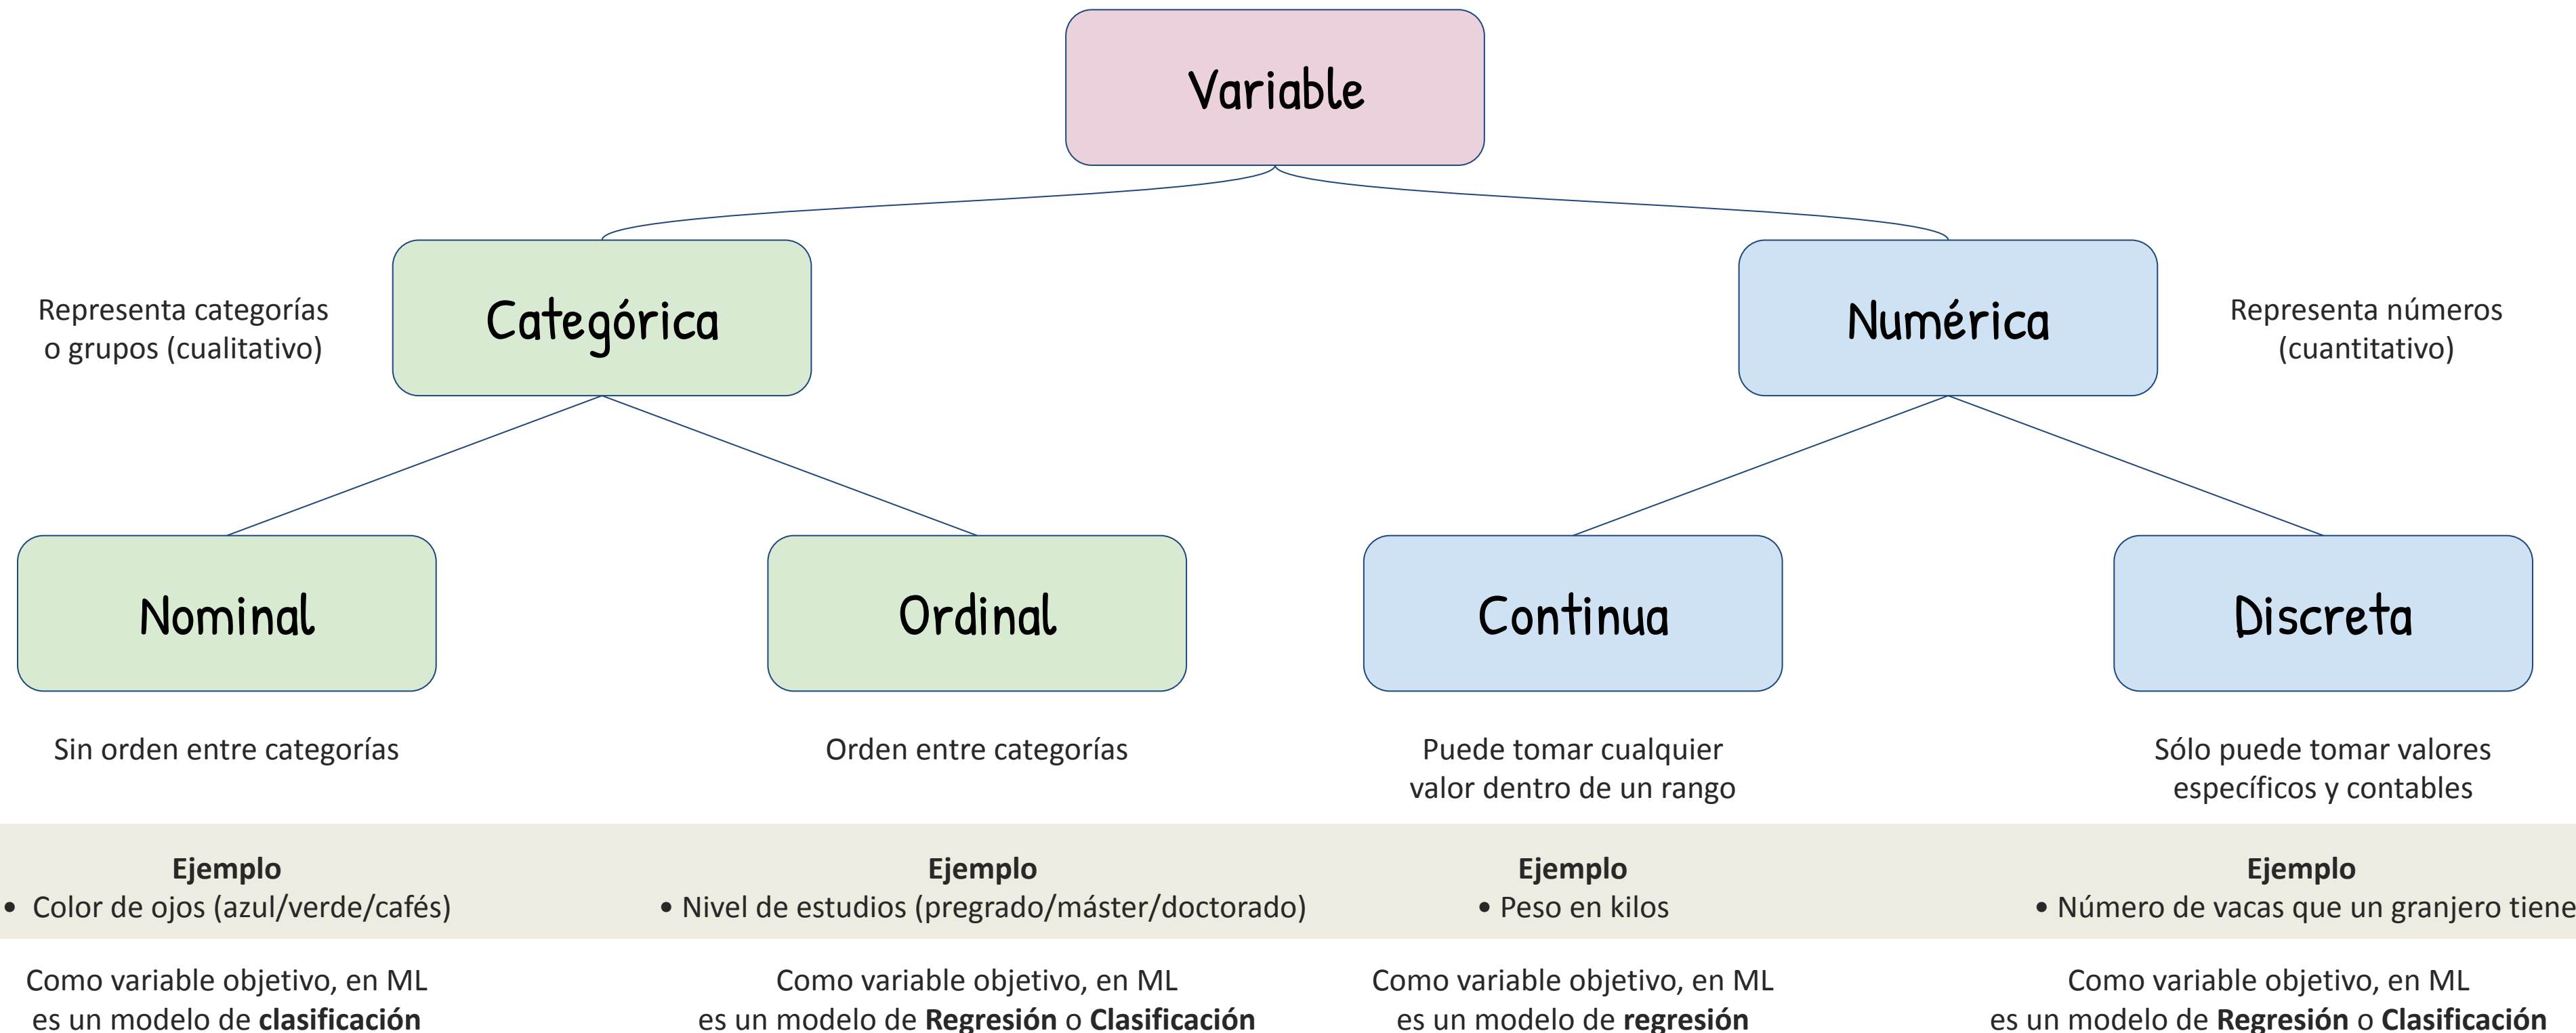 Variable
Representa categorías
o grupos (cualitativo)
Categórica
Numérica
Representa números
(cuantitativo)
Nominal
Ordinal
Continua
Discreta
Sin orden entre categorías
Orden entre categorías
Puede tomar cualquier
valor dentro de un rango
Sólo puede tomar valores
específicos y contables
Ejemplo
• Color de ojos (azul/verde/cafés)
Ejemplo
• Nivel de estudios (pregrado/máster/doctorado)
Ejemplo
• Peso en kilos
Ejemplo
• Número de vacas que un granjero tiene
Como variable objetivo, en ML
es un modelo de clasificación
Como variable objetivo, en ML
es un modelo de Regresión o Clasificación
Como variable objetivo, en ML
es un modelo de regresión
Como variable objetivo, en ML
es un modelo de Regresión o Clasificación